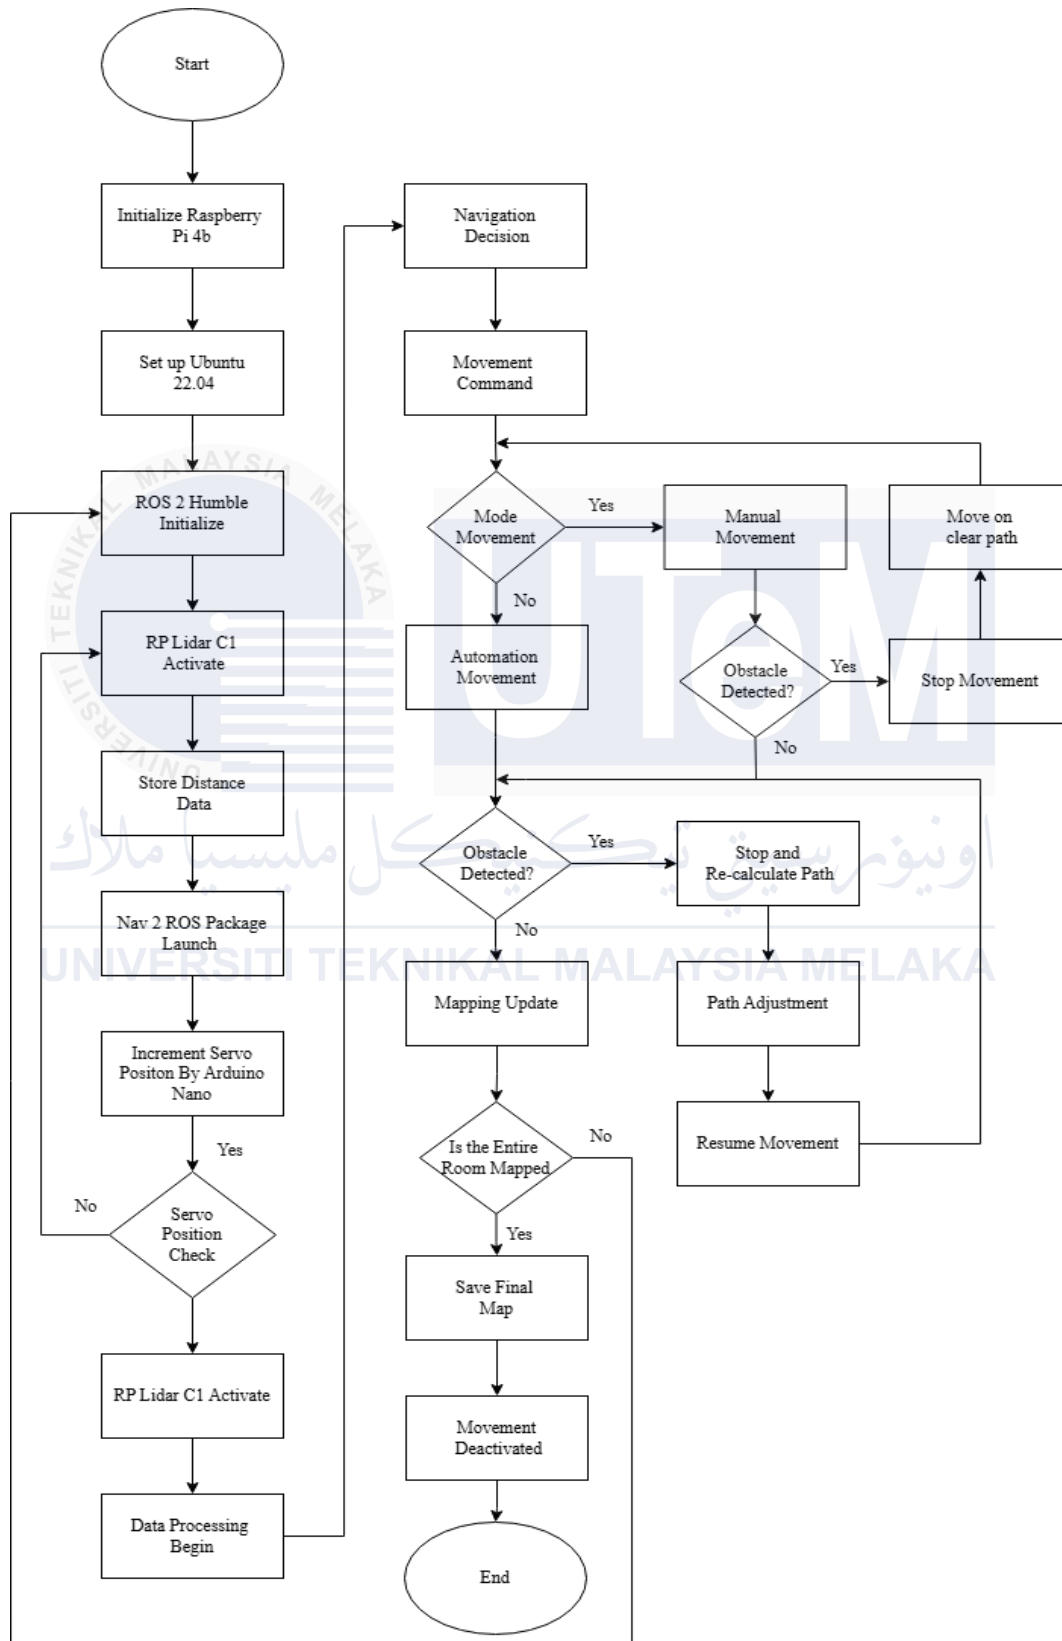 Start
Initialize Raspberry
Pi 4b
Set up Ubuntu
22.04
ROS 2 Humble
Initialize
RP Lidar C1
Activate
Store Distance
Data
Nav 2 ROS Package
Launch
Increment Servo
Positon By Arduino
Nano
Yes
No
Servo
Position
Check
RP Lidar C1 Activate
Data Processing
Begin
Navigation
Decision
Movement
Command
Mode
Movement
Yes
No
Manual
Movement
Move on
clear path
Automation
Movement
Obstacle
Detected?
Yes
No
Stop Movement
Obstacle
Detected?
Yes
No
Stop and
Re-calculate Path
Mapping Update
Path Adjustment
Is the Entire
Room Mapped
No
Yes
Resume Movement
Save Final
Map
Movement
Deactivated
End
UNIVERSITI TEKNIKAL MALAYSIA MELAKA
UTeM
اونيۏرسيتي تيكنيكل مليسيا ملاك
UNIVERSITI TEKNIKAL MALAYSIA MELAKA